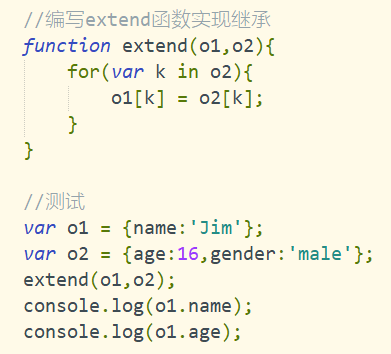 //编写extend函数实现继承
function extend(o1,o2){
    for(var k in o2){
        o1[k] = o2[k];
    }
}

//测试
var o1 = {name:'Jim'};
var o2 = {age:16,gender:'male'};
extend(o1,o2);
console.log(o1.name);
console.log(o1.age);